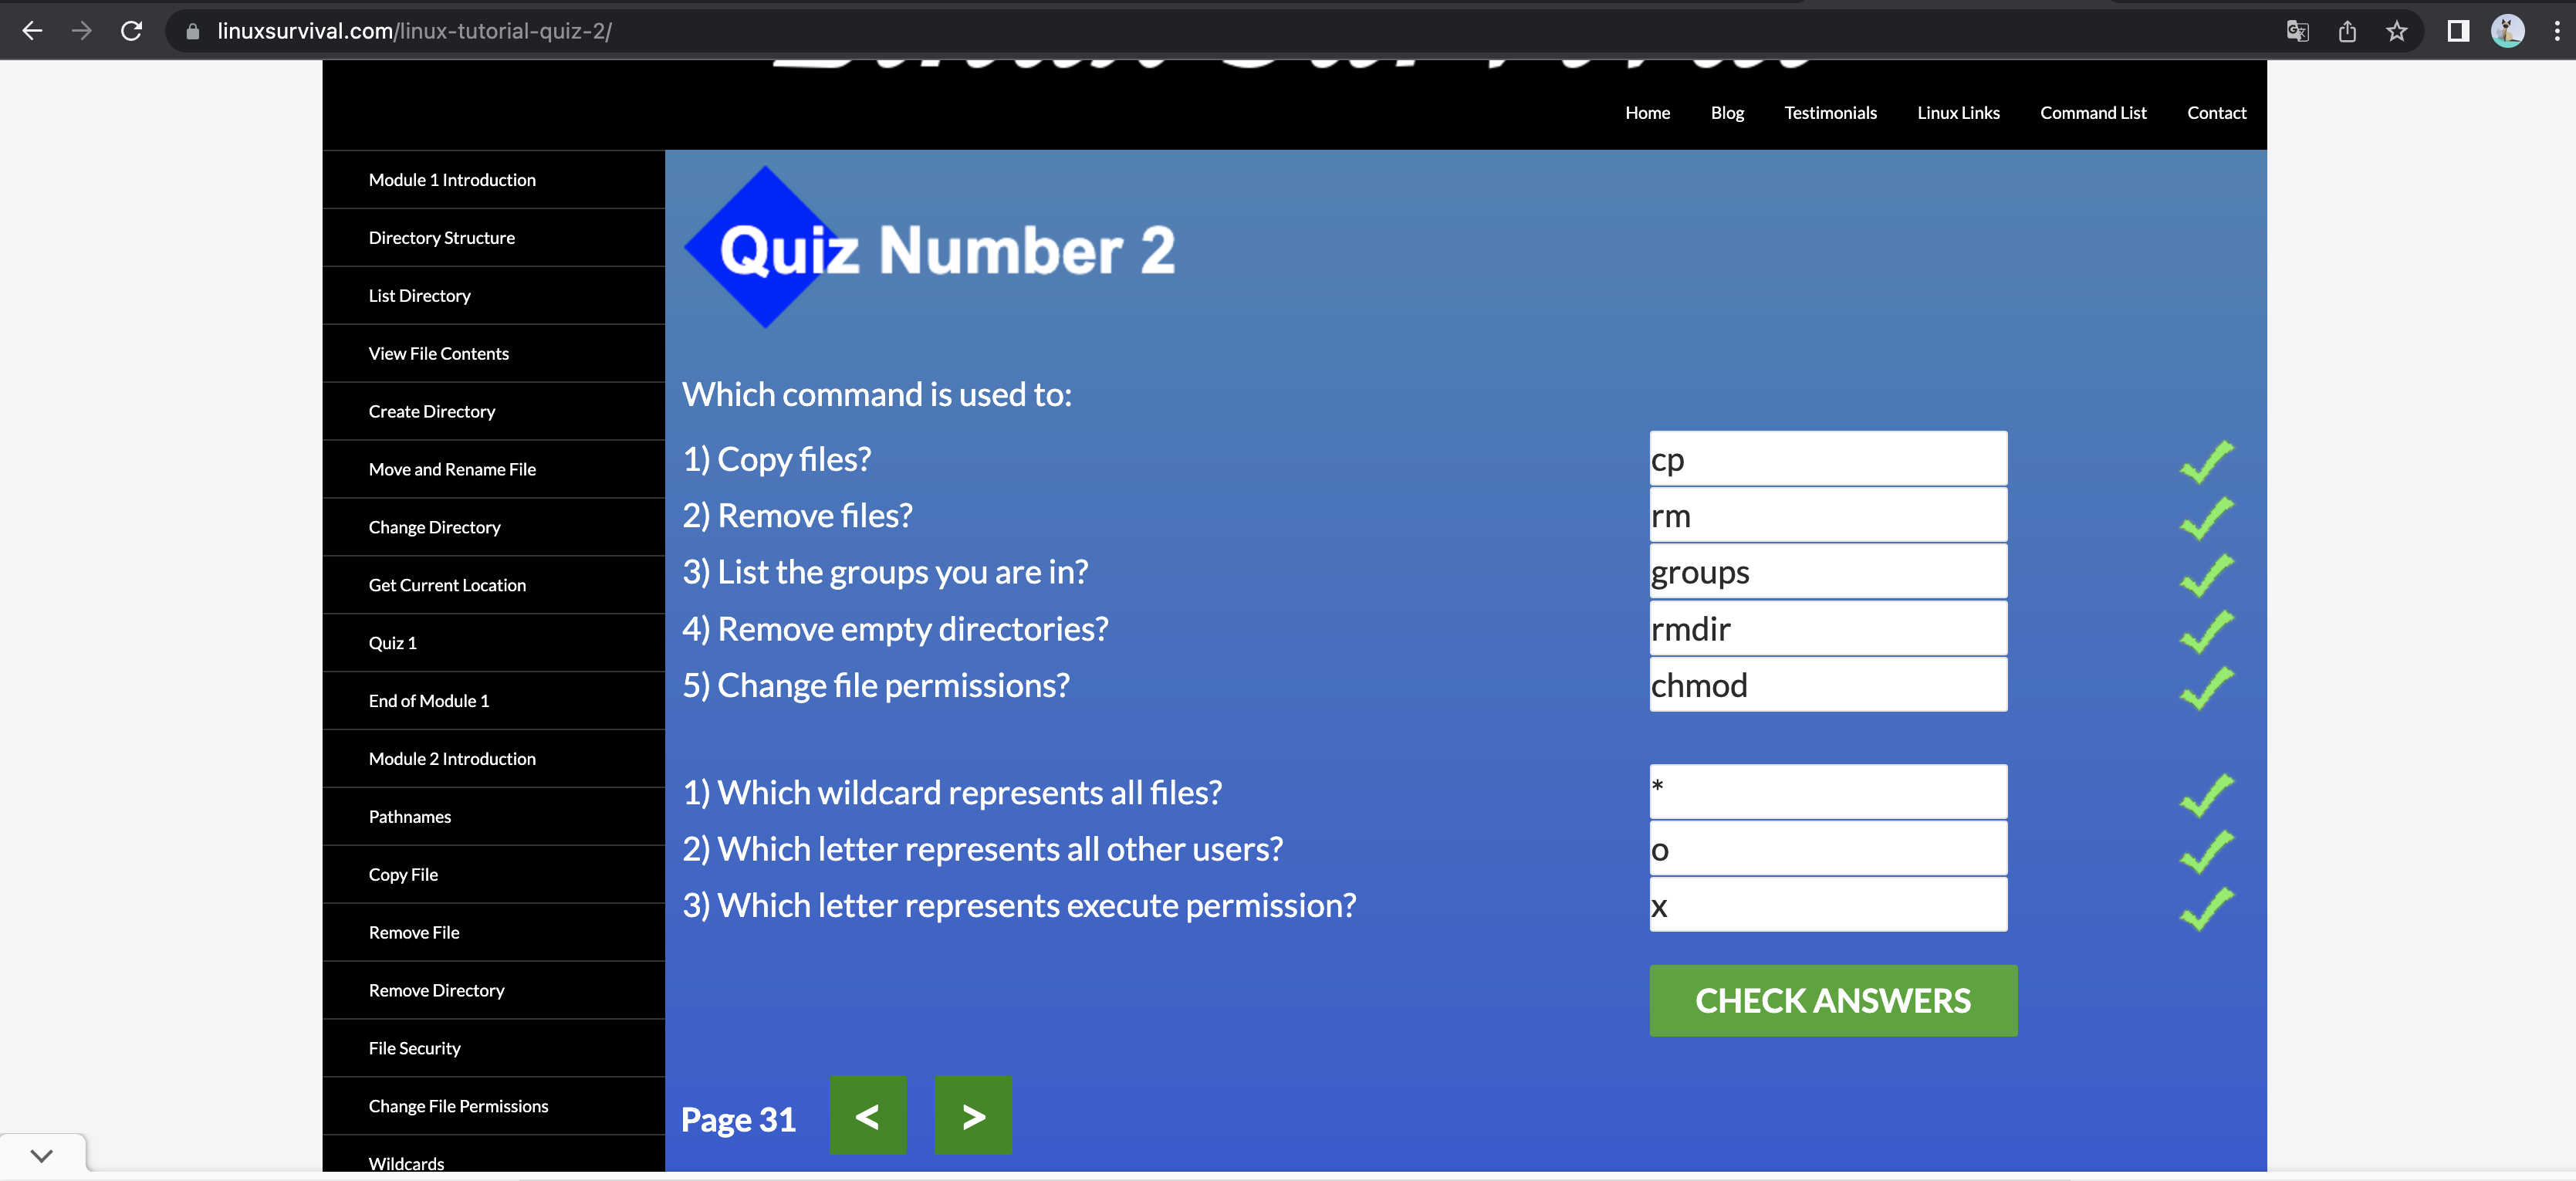 linuxsurvival.com/linux-tutorial-quiz-2/
Home Blog Testimonials Linux Links Command List Contact
Module 1 Introduction
Directory Structure
List Directory
View File Contents
Create Directory
Move and Rename File
Change Directory
Get Current Location
Quiz 1
End of Module 1
Module 2 Introduction
Pathnames
Copy File
Remove File
Remove Directory
File Security
Change File Permissions
Wildcards
Quiz Number 2
Which command is used to:
1) Copy files? cp
2) Remove files? rm
3) List the groups you are in? groups
4) Remove empty directories? rmdir
5) Change file permissions? chmod
1) Which wildcard represents all files? *
2) Which letter represents all other users? o
3) Which letter represents execute permission? x
CHECK ANSWERS
Page 31 < >